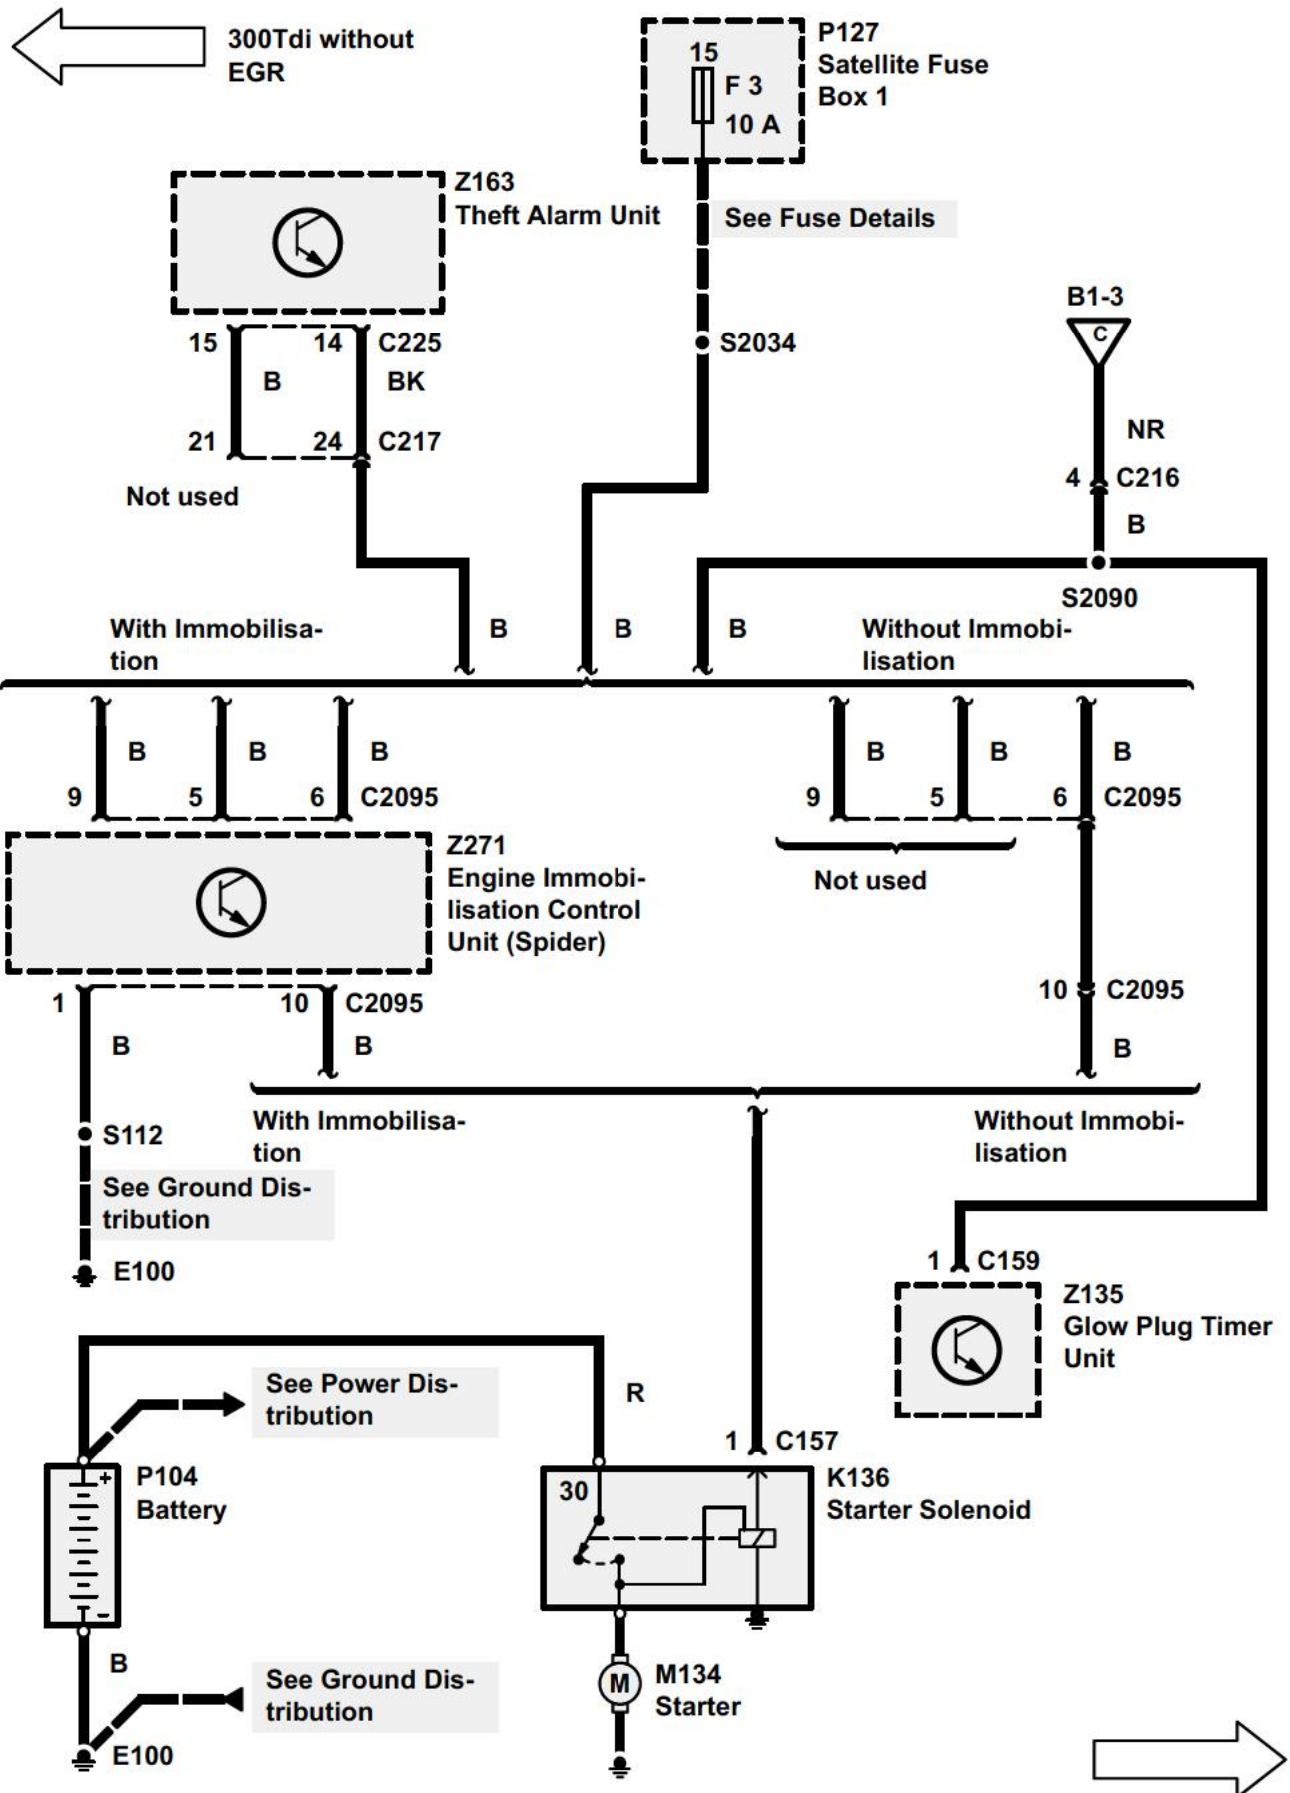 300Tdi without
EGR
P127
Satellite Fuse
Box 1
15
F 3
10 A
Z163
Theft Alarm Unit
See Fuse Details
B1-3
C
15
14
C225
S2034
B
BK
NR
21
24
C217
4
C216
Not used
B
S2090
With Immobilisa-
tion
B
B
B
Without Immobi-
lisation
B
B
B
B
B
B
9
5
6
C2095
9
5
6
C2095
Z271
Engine Immobi-
lisation Control
Unit (Spider)
Not used
1
10
C2095
10
C2095
B
B
B
S112
With Immobilisa-
tion
Without Immobi-
lisation
See Ground Dis-
tribution
E100
1
C159
Z135
Glow Plug Timer
Unit
See Power Dis-
tribution
R
1
C157
P104
Battery
+
-
30
K136
Starter Solenoid
B
See Ground Dis-
tribution
M
M134
Starter
E100